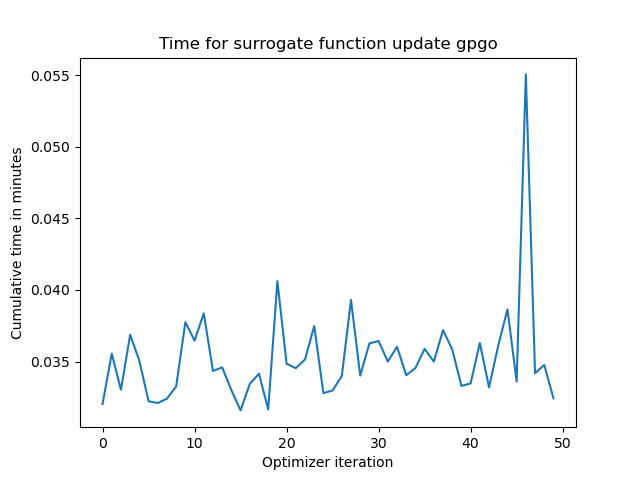 Time for surrogate function update gpgo
Cumulative time in minutes
0.055
0.050
0.045
0.040
0.035
0 10 20 30 40 50
Optimizer iteration